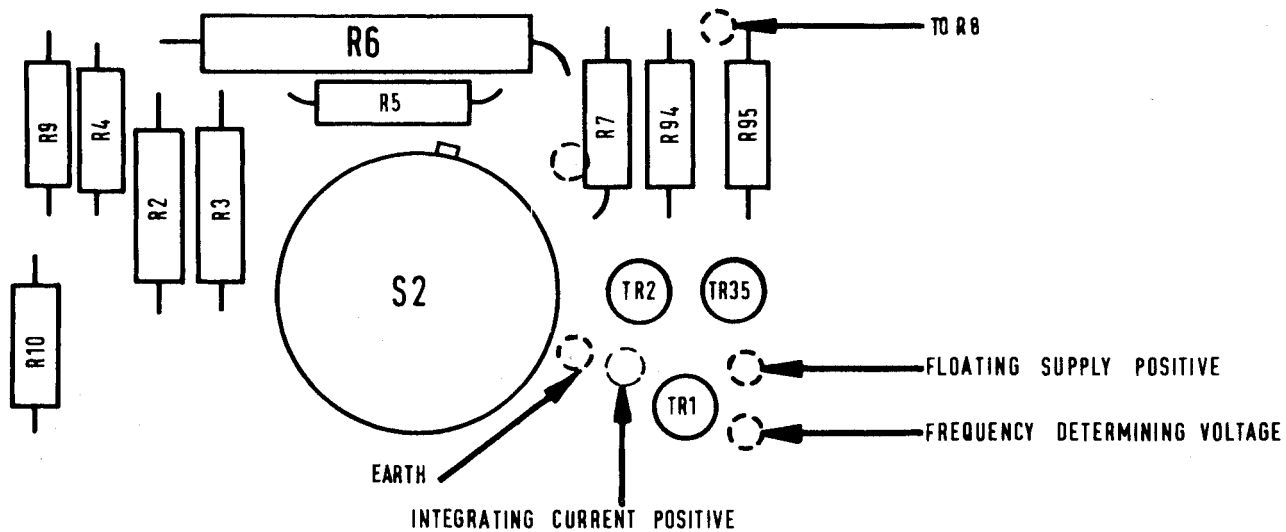 TO R8
R6
R5
R9
R4
R7
R94
R95
R2
R3
S2
TR2
TR35
R10
FLOATING SUPPLY POSITIVE
TR1
FREQUENCY DETERMINING VOLTAGE
EARTH
INTEGRATING CURRENT POSITIVE